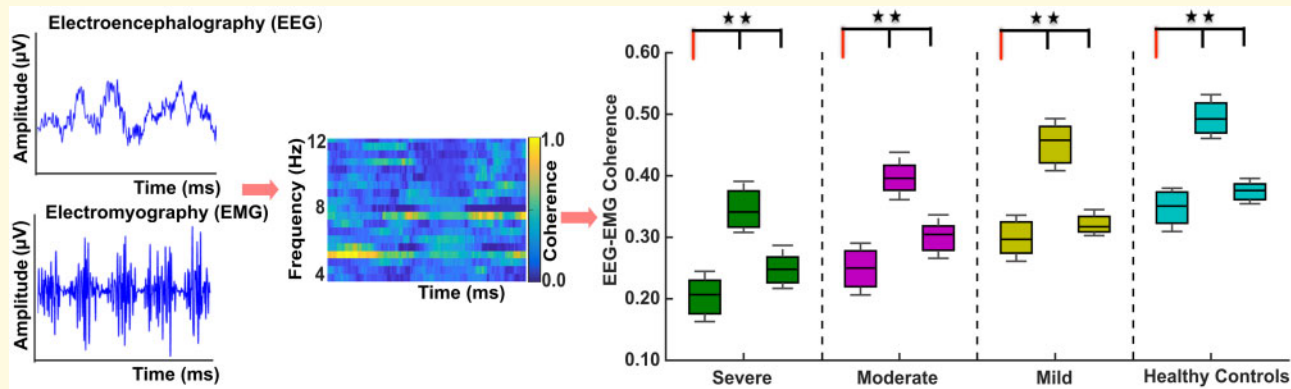 Electroencephalography (EEG)
Amplitude (µV)
Time (ms)
Electromyography (EMG)
Amplitude (µV)
Time (ms)
Frequency (Hz)
12
8
4
Time (ms)
1.0
Coherence
0.0
★★ ★★ ★★ ★★
EEG-EMG Coherence
0.60
0.50
0.40
0.30
0.20
0.10
Severe Moderate Mild Healthy Controls